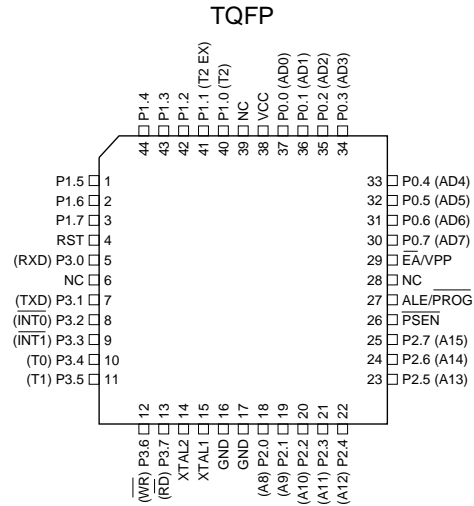 TQFP
P1.4
P1.3
P1.2
P1.1 (T2 EX)
P1.0 (T2)
NC
VCC
P0.0 (AD0)
P0.1 (AD1)
P0.2 (AD2)
P0.3 (AD3)
44
43
42
41
40
39
38
37
36
35
34
P1.5 1
P1.6 2
P1.7 3
RST 4
(RXD) P3.0 5
NC 6
(TXD) P3.1 7
(INT0) P3.2 8
(INT1) P3.3 9
(T0) P3.4 10
(T1) P3.5 11
33 P0.4 (AD4)
32 P0.5 (AD5)
31 P0.6 (AD6)
30 P0.7 (AD7)
29 EA/VPP
28 NC
27 ALE/PROG
26 PSEN
25 P2.7 (A15)
24 P2.6 (A14)
23 P2.5 (A13)
12
13
14
15
16
17
18
19
20
21
22
(WR) P3.6
(RD) P3.7
XTAL2
XTAL1
GND
GND
(A8) P2.0
(A9) P2.1
(A10) P2.2
(A11) P2.3
(A12) P2.4